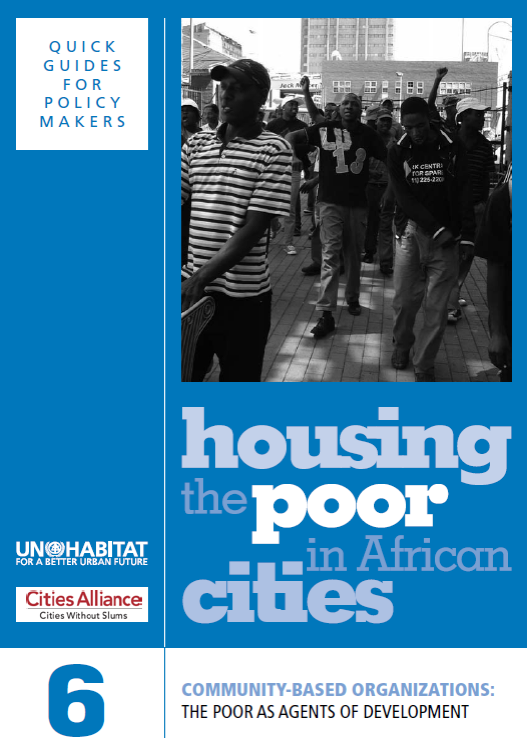 QUICK
GUIDES FOR
POLICY
MAKERS
housing
the poor
in African
cities
UN HABITAT
FOR A BETTER URBAN FUTURE
Cities Alliance
Cities Without Slums
6
COMMUNITY-BASED ORGANIZATIONS:
THE POOR AS AGENTS OF DEVELOPMENT